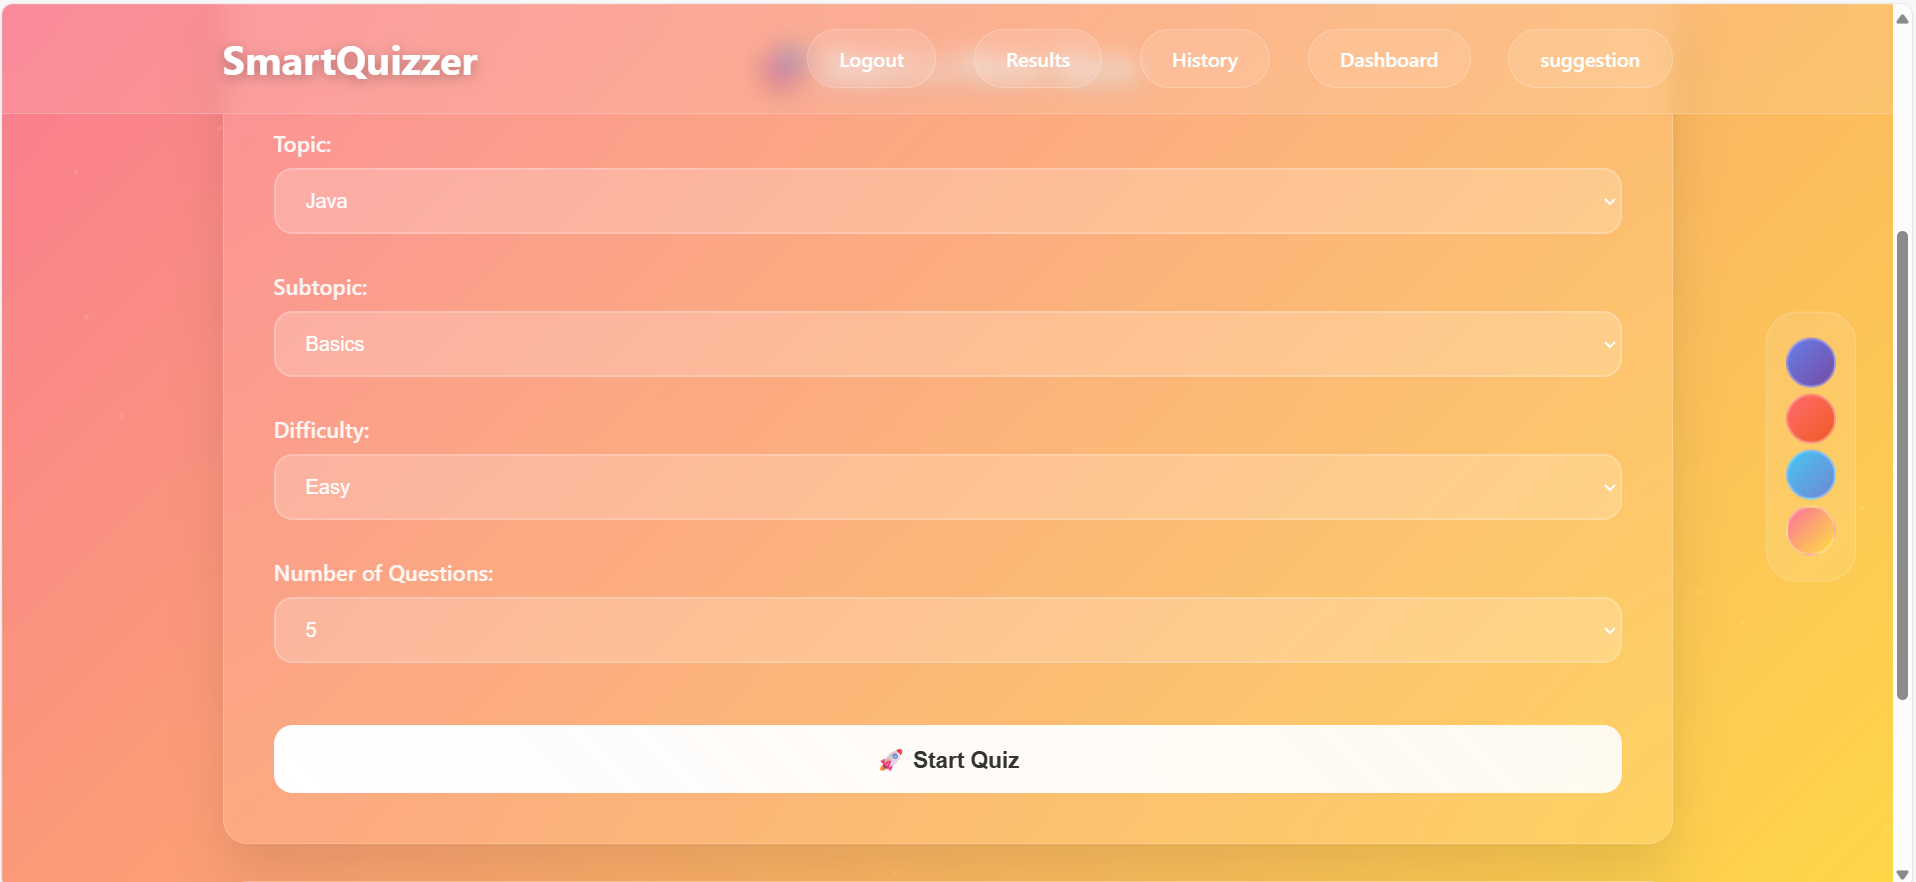 SmartQuizzer
Logout
Results
History
Dashboard
suggestion
Topic:
Java
Subtopic:
Basics
Difficulty:
Easy
Number of Questions:
5
🚀 Start Quiz